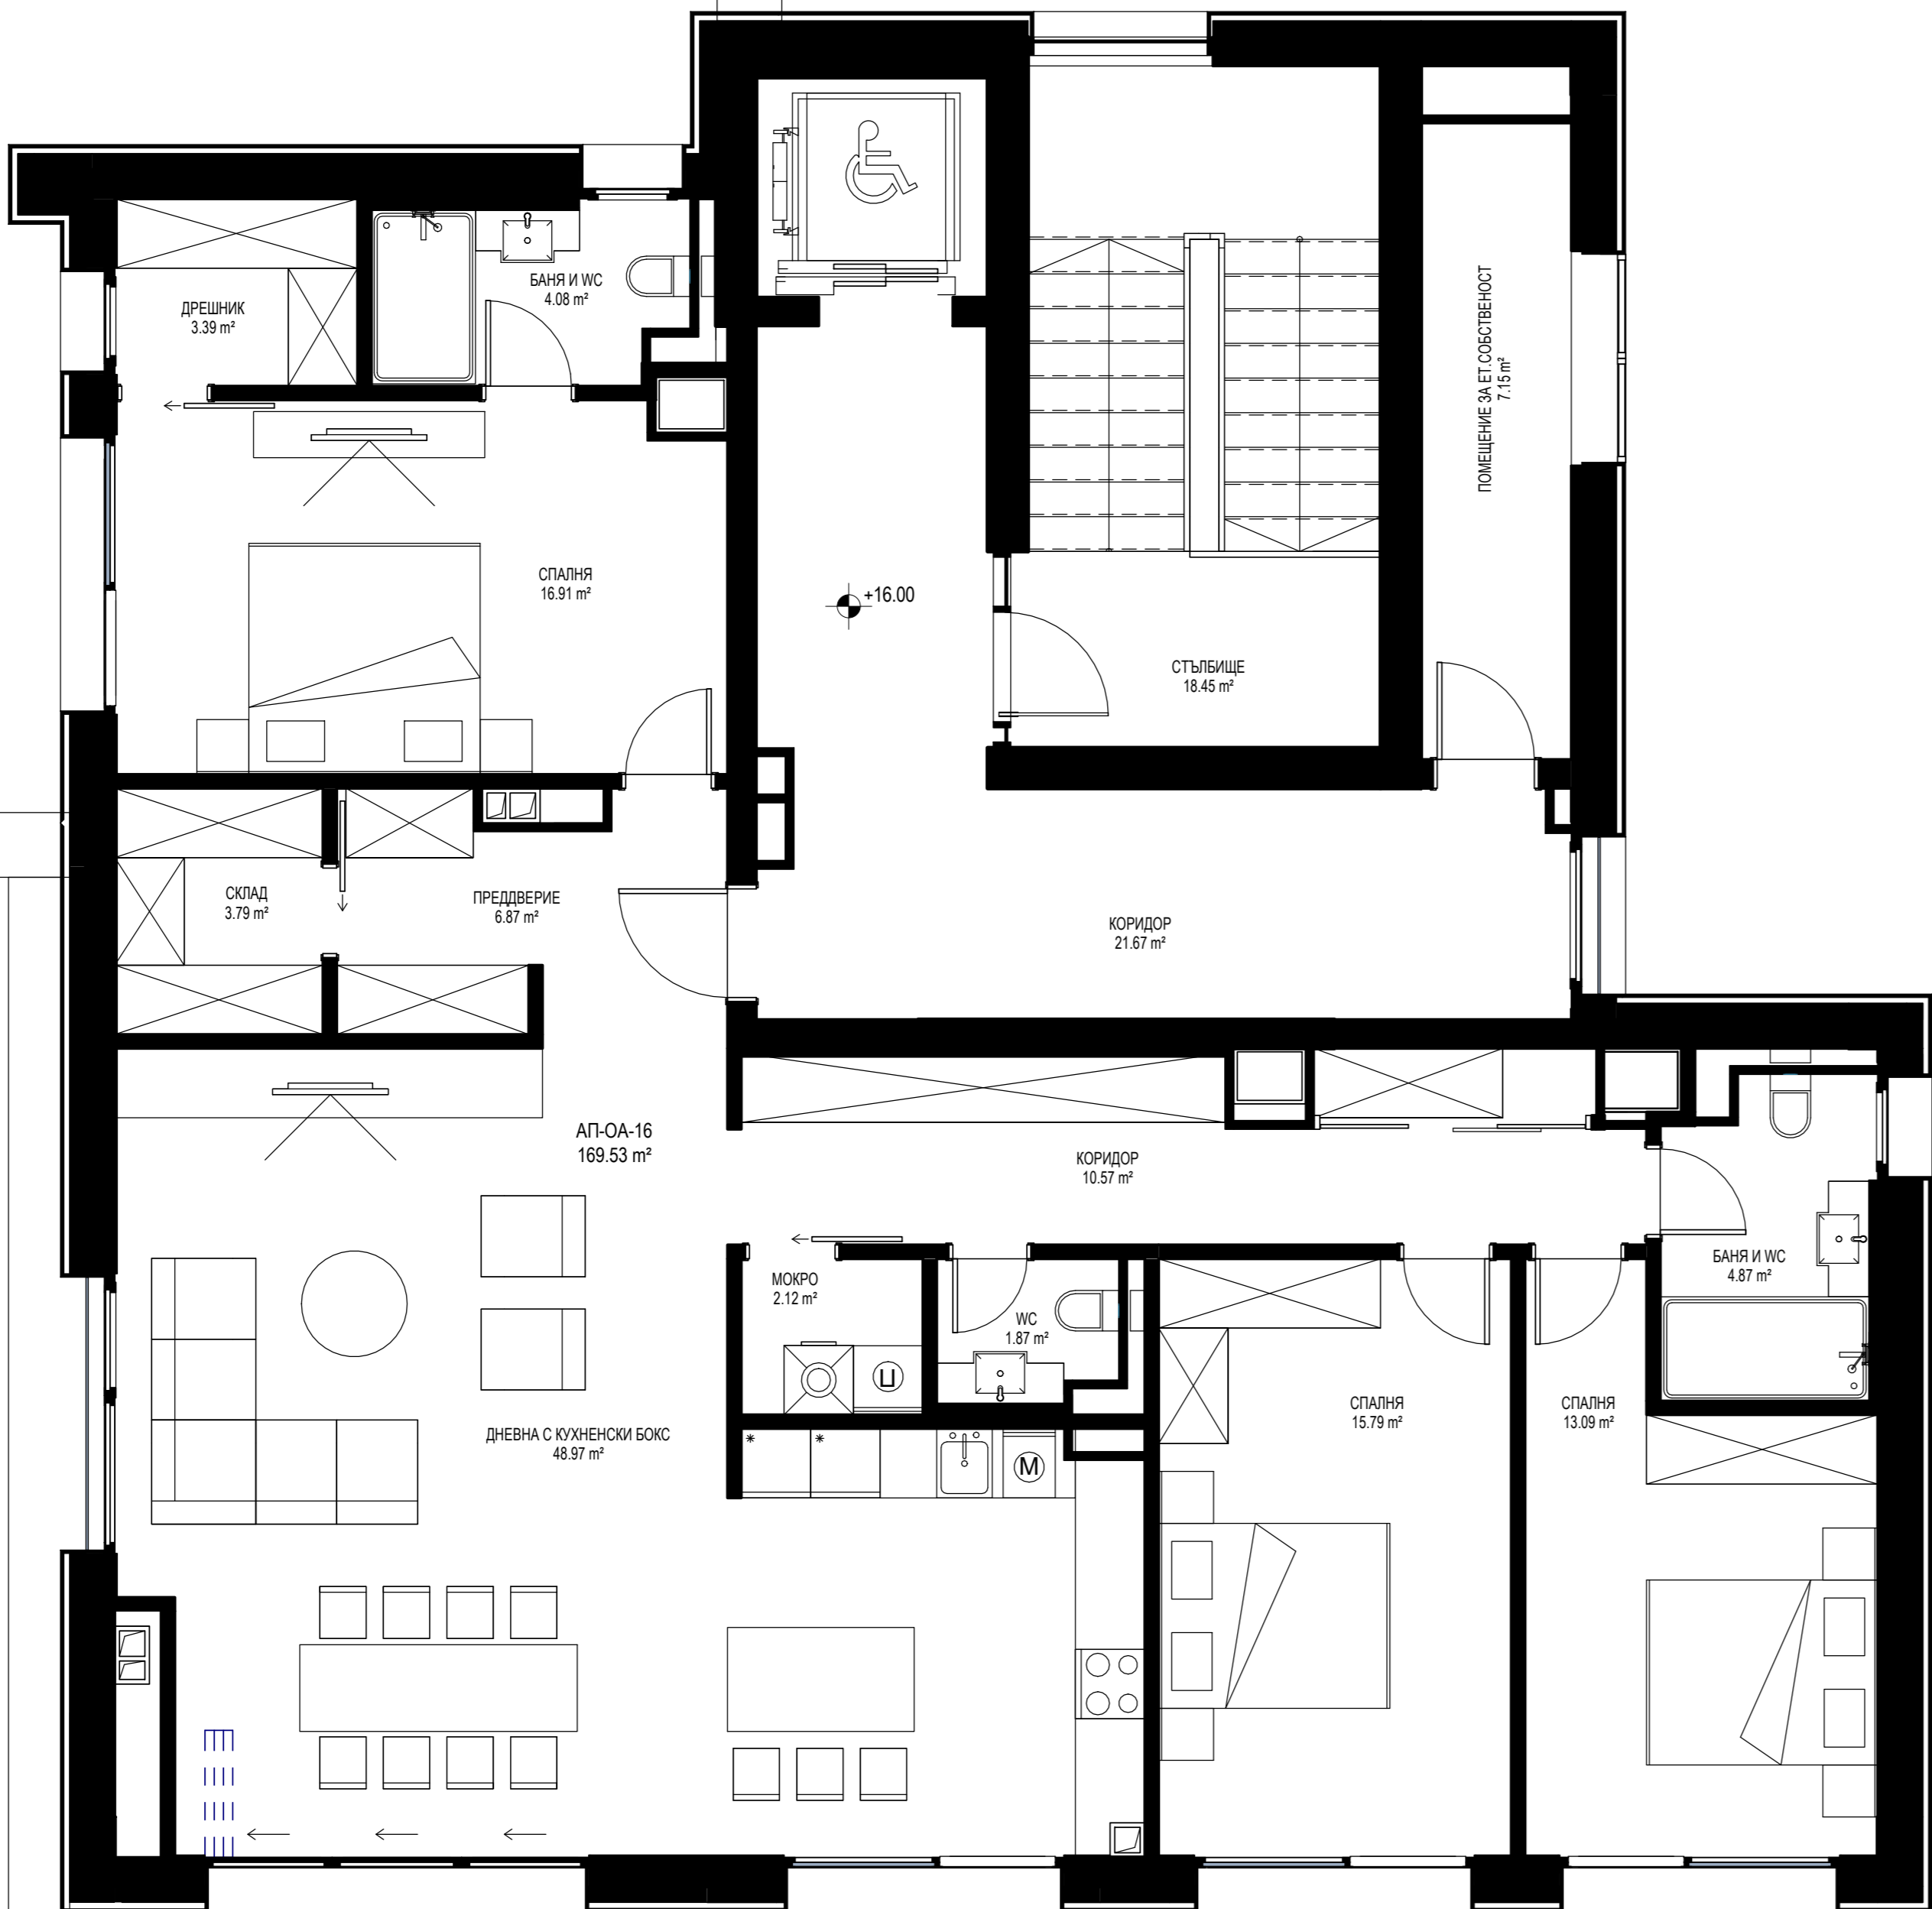 БАНЯ И WC
4.08 m²
ДРЕШНИК
3.39 m²
ПОМЕЩЕНИЕ ЗА ЕТ.СОБСТВЕНОСТ
7.15 m²
СПАЛНЯ
16.91 m²
+16.00
СТЪЛБИЩЕ
18.45 m²
СКЛАД
3.79 m²
ПРЕДДВЕРИЕ
6.87 m²
КОРИДОР
21.67 m²
АП-ОА-16
169.53 m²
КОРИДОР
10.57 m²
БАНЯ И WC
4.87 m²
МОКРО
2.12 m²
WC
1.87 m²
Ц
СПАЛНЯ
15.79 m²
СПАЛНЯ
13.09 m²
ДНЕВНА С КУХНЕНСКИ БОКС
48.97 m²
* *
М